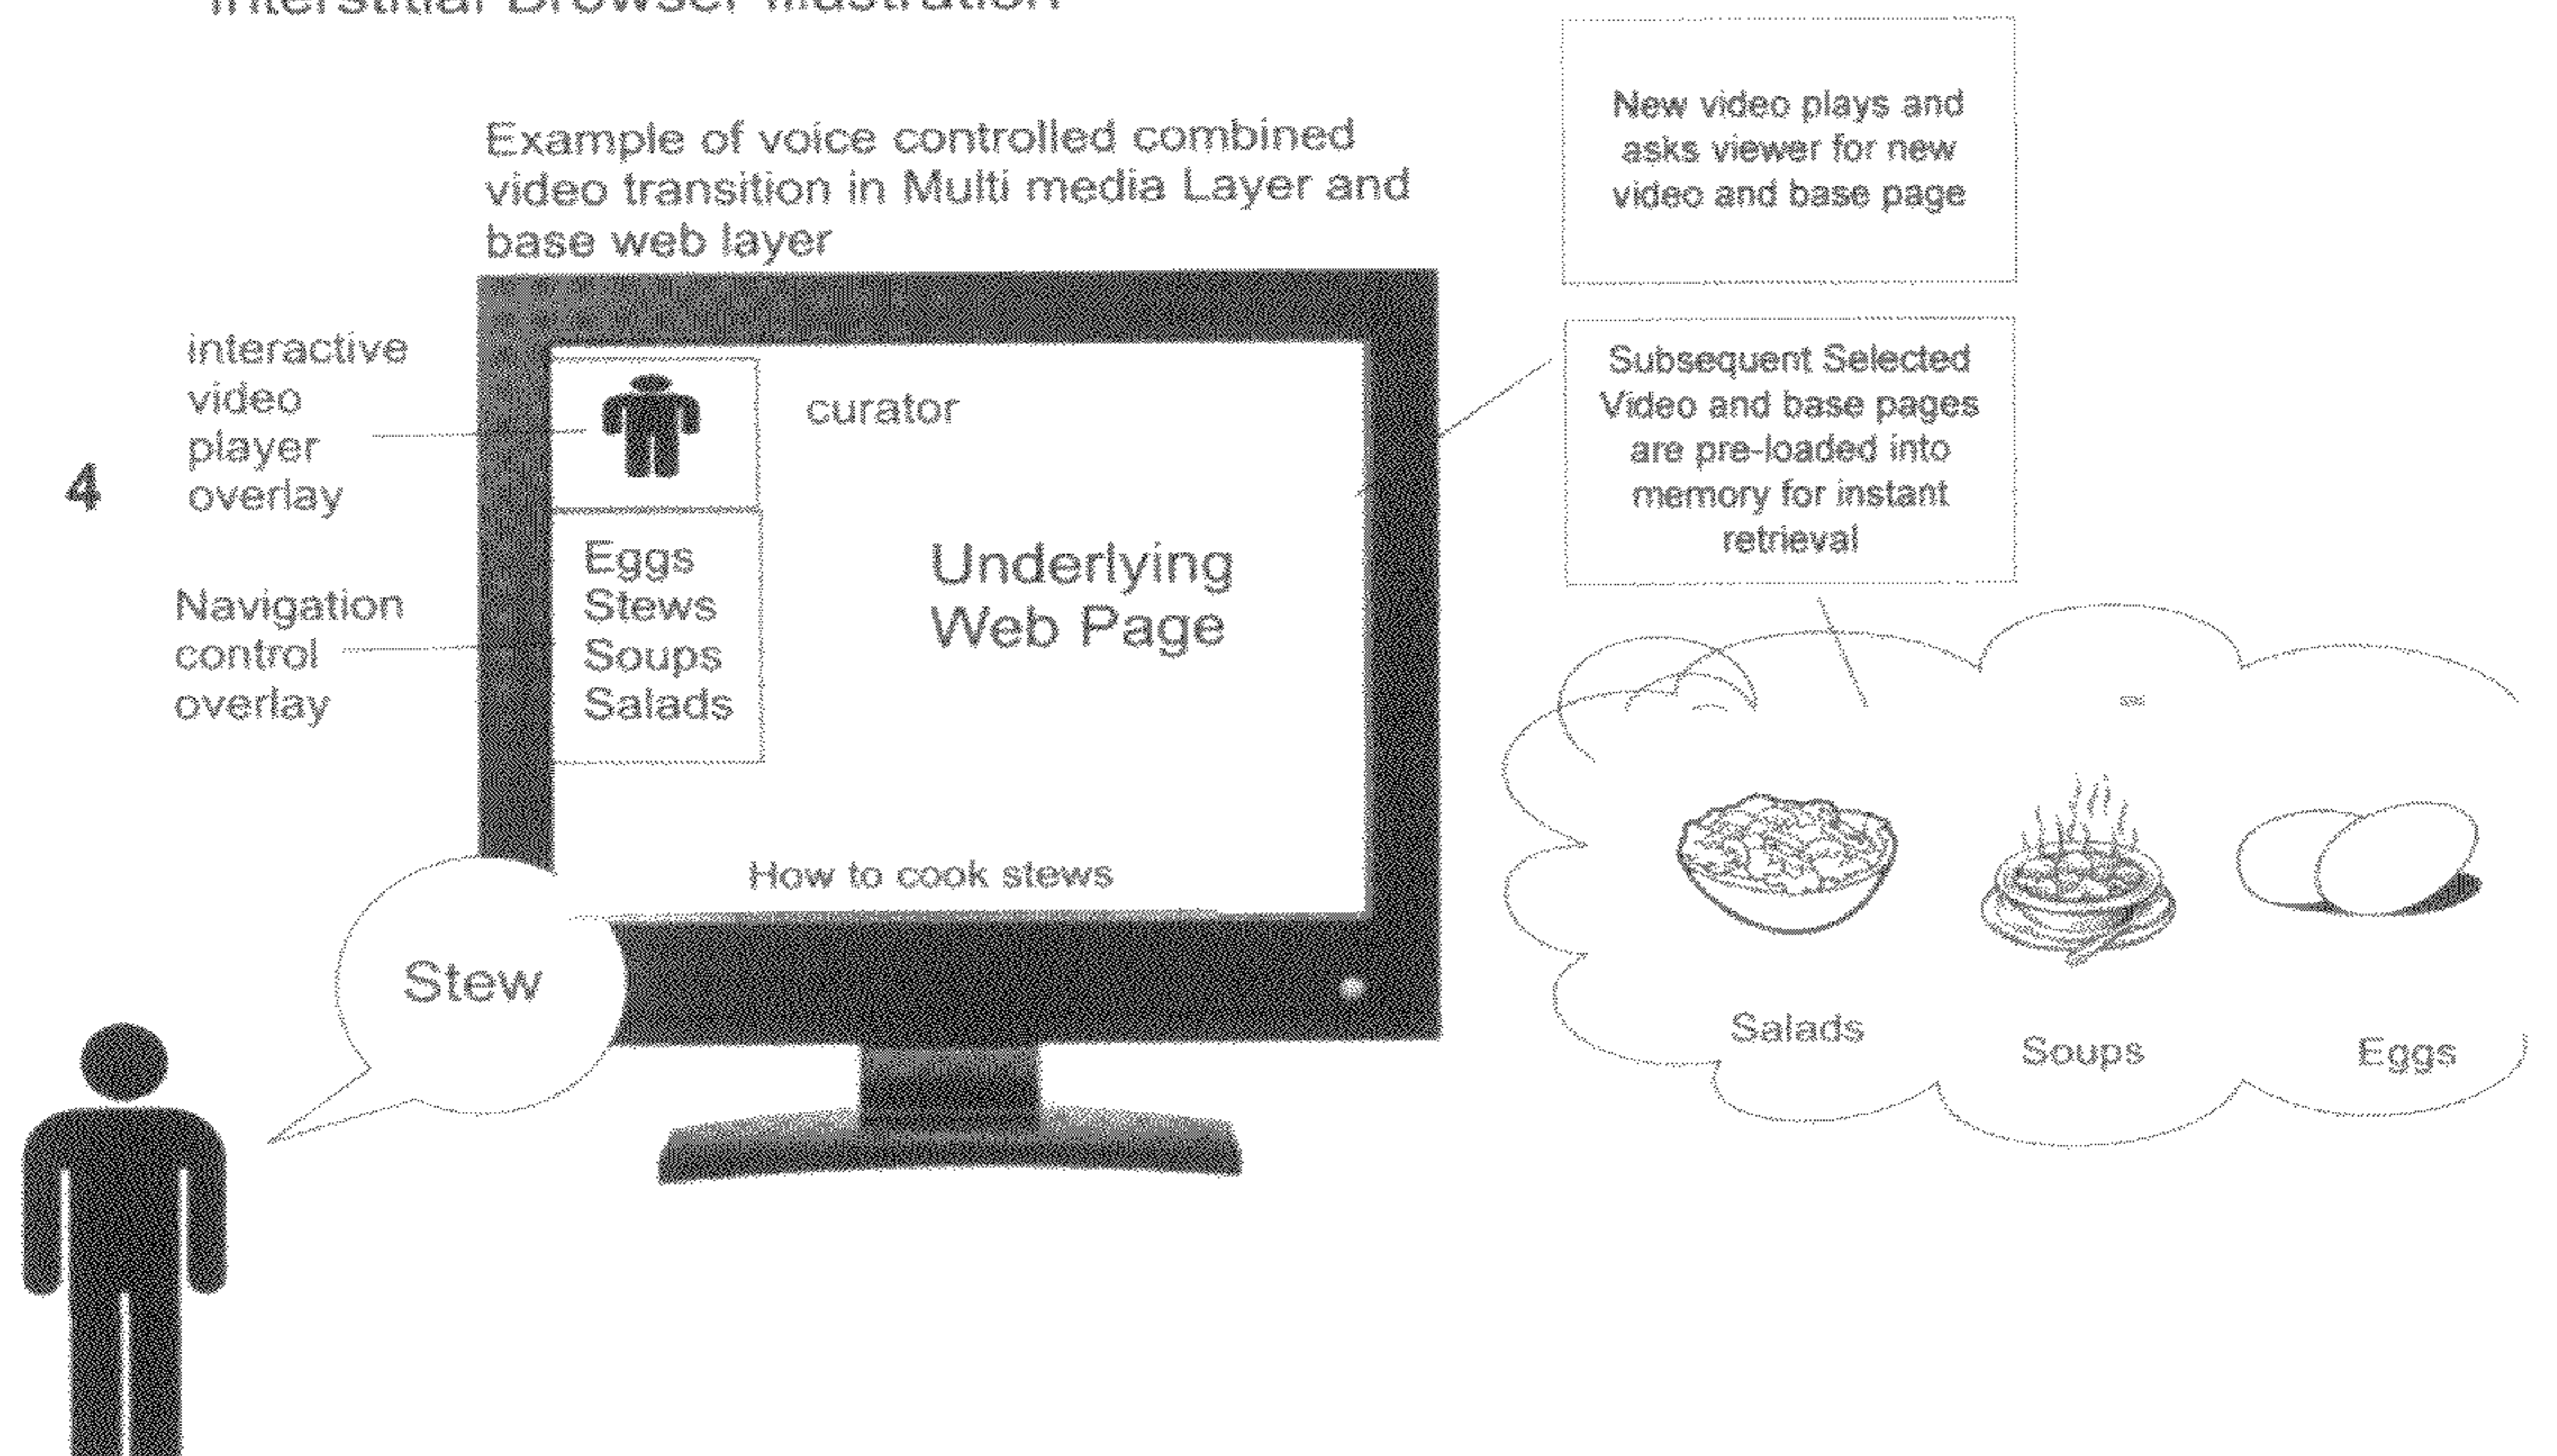 Interstitial Browser Illustration
Example of voice controlled combined
video transition in Multi media Layer and
base web layer
New video plays and
asks viewer for new
video and base page
Subsequent Selected
Video and base pages
are pre-loaded into
memory for instant
retrieval
4
interactive
video
player
overlay
Navigation
control
overlay
curator
Eggs
Stews
Soups
Salads
Underlying
Web Page
How to cook stews
Stew
Salads
Soups
Eggs